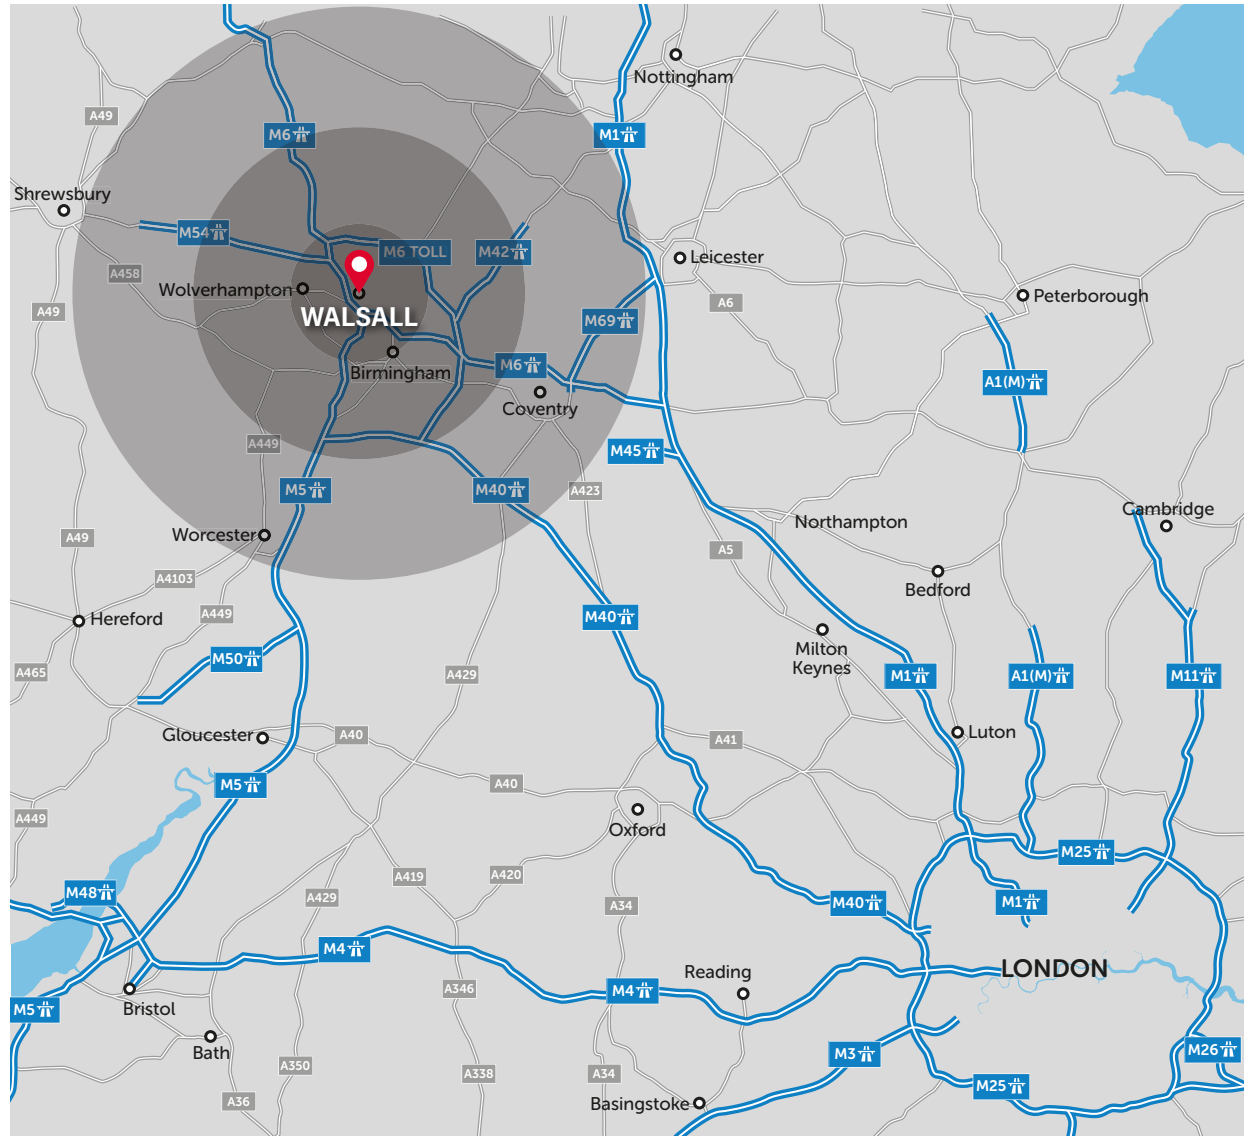 Nottingham
A49
M6
M1
Shrewsbury
M54
M6 TOLL
M42
Leicester
A458
Wolverhampton
A49
WALSALL
A6
Peterborough
M69
Birmingham
M6
A1(M)
Coventry
A449
M45
M5
M40
A423
Northampton
Cambridge
Worcester
A49
A5
A4103
Bedford
Hereford
A449
M40
Milton
Keynes
M50
A465
A429
M1
A1(M)
M11
Gloucester
A40
A41
Luton
M5
A40
A449
Oxford
M25
M48
A429
A419
A420
A34
M40
M1
M4
LONDON
Reading
A346
M4
M5
Bristol
Bath
M3
M26
A350
A338
A34
M25
A36
Basingstoke